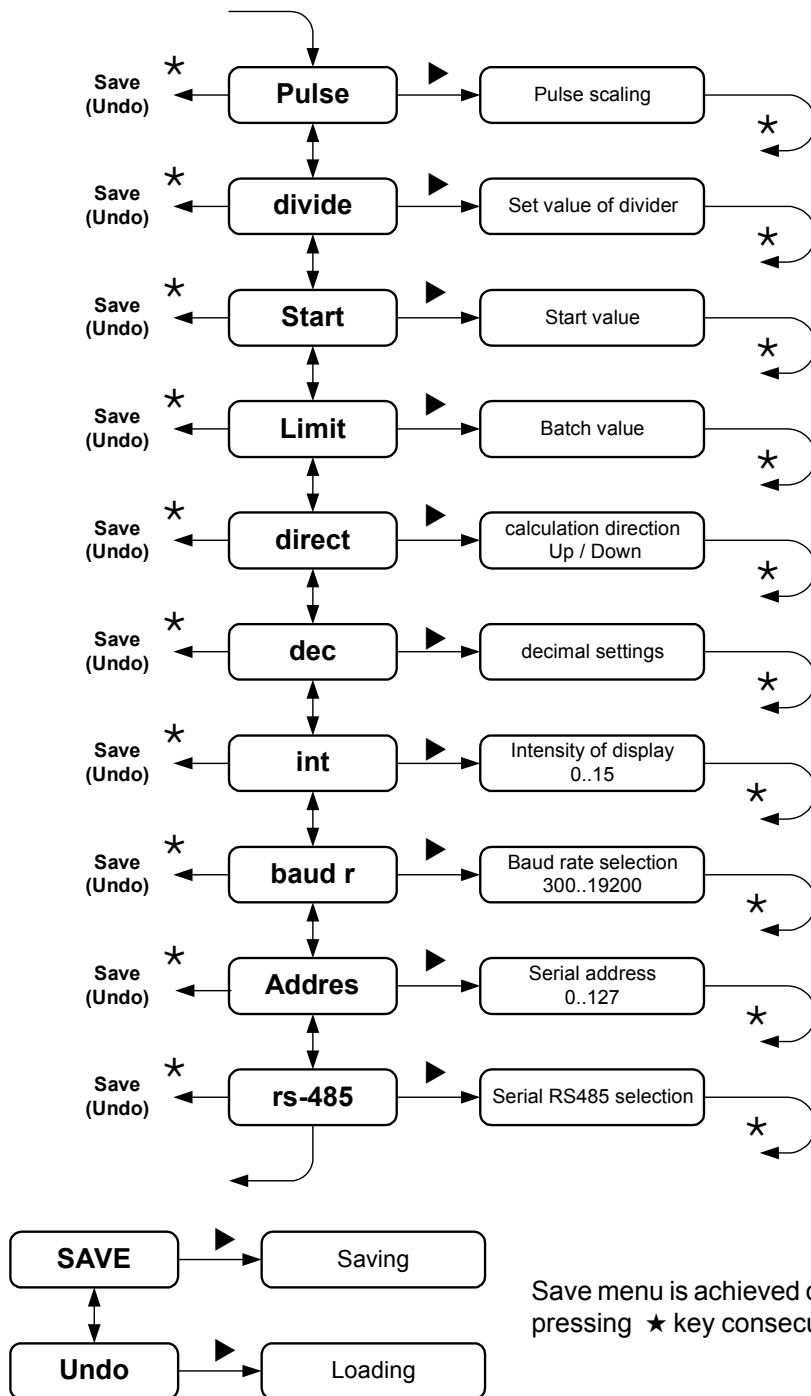 Save
(Undo)
Pulse
Pulse scaling
Save
(Undo)
divide
Set value of divider
Save
(Undo)
Start
Start value
Save
(Undo)
Limit
Batch value
Save
(Undo)
direct
calculation direction
Up / Down
Save
(Undo)
dec
decimal settings
Save
(Undo)
int
Intensity of display
0..15
Save
(Undo)
baud r
Baud rate selection
300..19200
Save
(Undo)
Addres
Serial address
0..127
Save
(Undo)
rs-485
Serial RS485 selection
SAVE
Saving
Undo
Loading
Save menu is achieved
pressing ★ key